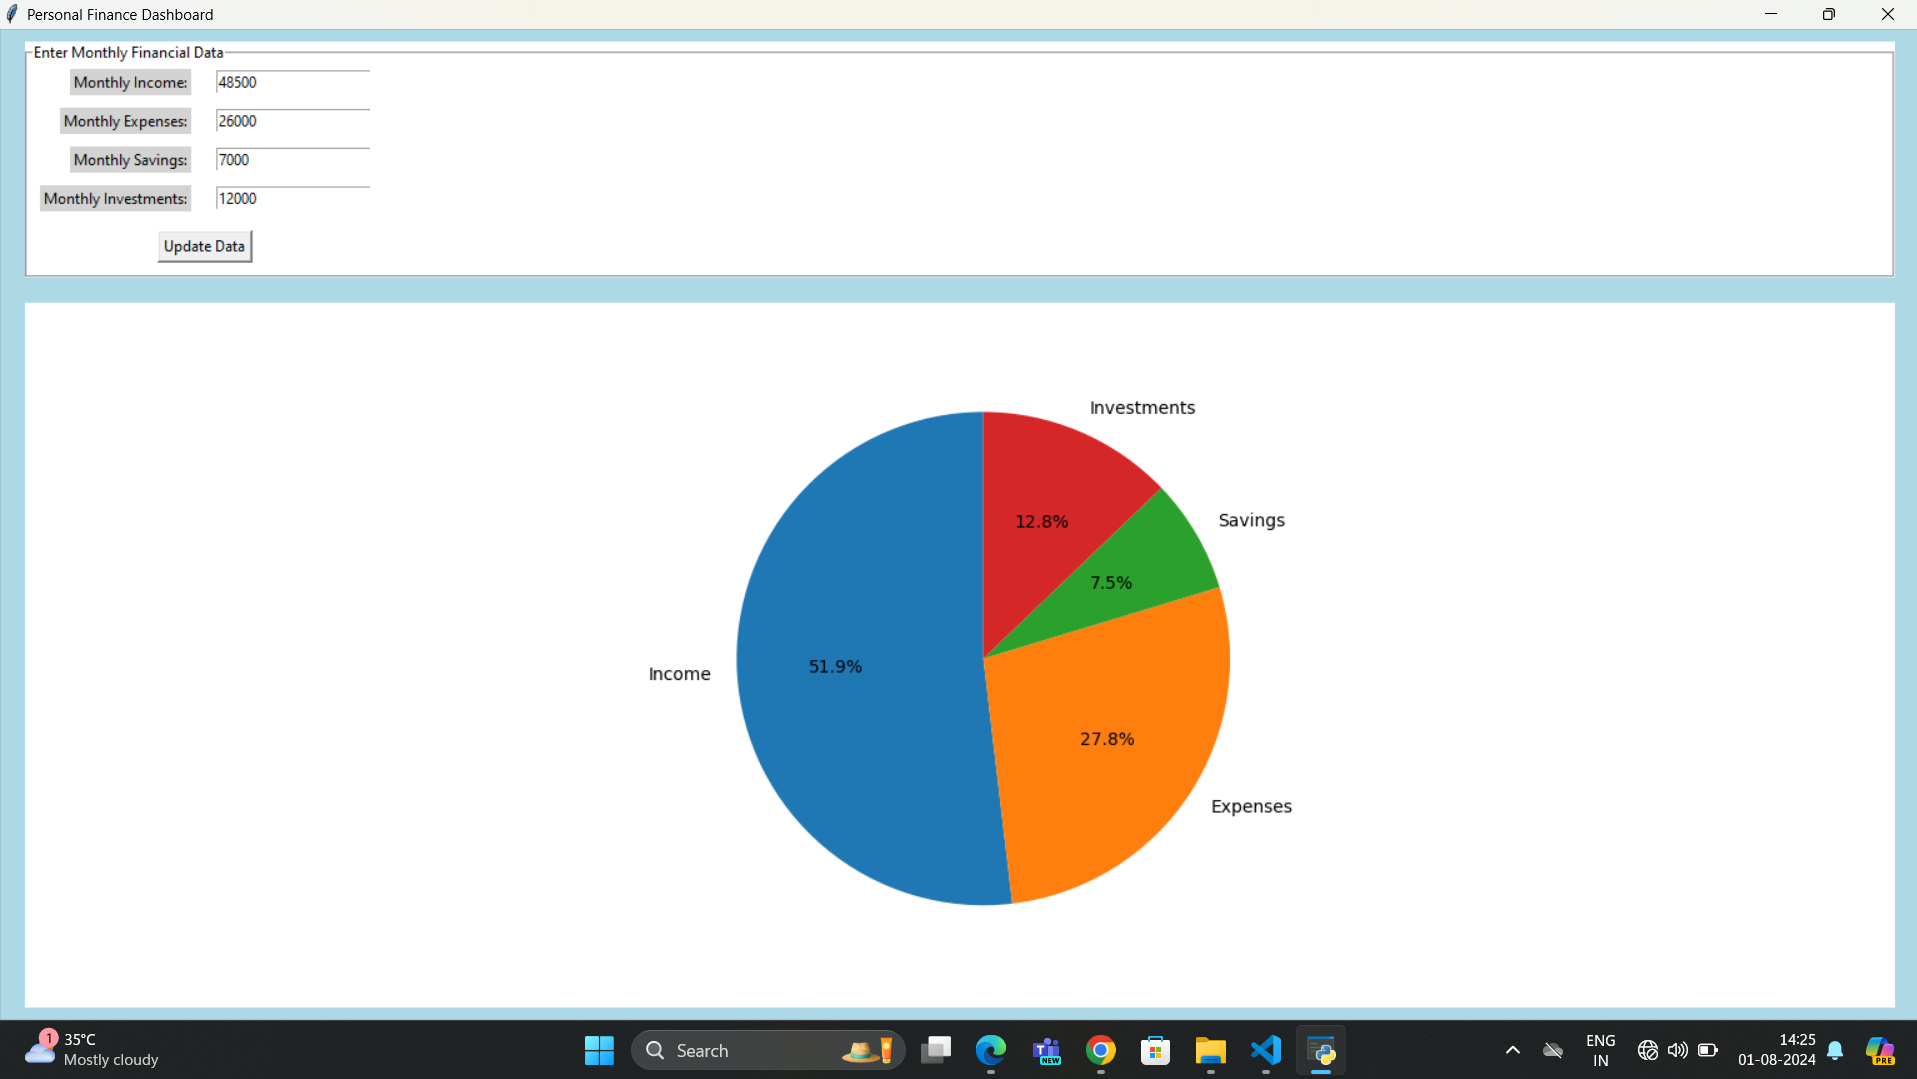 Personal Finance Dashboard
Enter Monthly Financial Data
Monthly Income: 48500
Monthly Expenses: 26000
Monthly Savings: 7000
Monthly Investments: 12000
Update Data
Investments
12.8%
Savings
7.5%
Income
51.9%
27.8%
Expenses
1
35°C
Mostly cloudy
Search
NEW
ENG
IN
14:25
01-08-2024
PRE